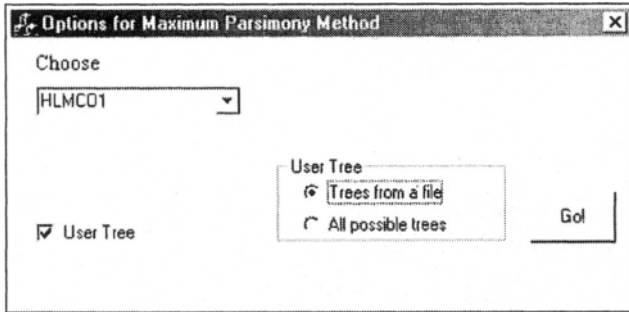 Options for Maximum Parsimony Method
Choose
HLMCO1
User Tree
Trees from a file
All possible trees
User Tree
Go!